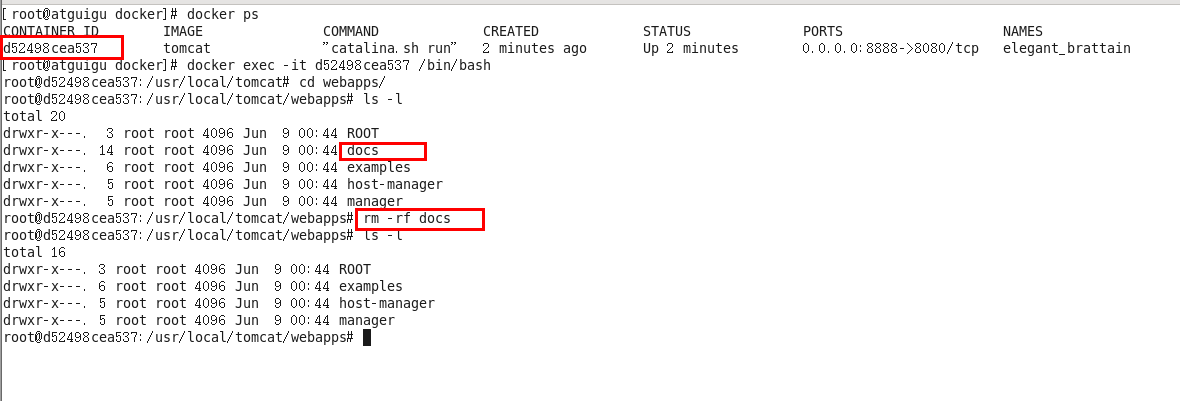 [root@atguigu docker]# docker ps
CONTAINER ID        IMAGE               COMMAND             CREATED             STATUS              PORTS                    NAMES
d52498cea537        tomcat              "catalina.sh run"   2 minutes ago       Up 2 minutes        0.0.0.0:8888->8080/tcp   elegant_brattain
[root@atguigu docker]# docker exec -it d52498cea537 /bin/bash
root@d52498cea537:/usr/local/tomcat# cd webapps/
root@d52498cea537:/usr/local/tomcat/webapps# ls -l
total 20
drwxr-x---.  3 root root 4096 Jun  9 00:44 ROOT
drwxr-x---. 14 root root 4096 Jun  9 00:44 docs
drwxr-x---.  6 root root 4096 Jun  9 00:44 examples
drwxr-x---.  5 root root 4096 Jun  9 00:44 host-manager
drwxr-x---.  5 root root 4096 Jun  9 00:44 manager
root@d52498cea537:/usr/local/tomcat/webapps# rm -rf docs
root@d52498cea537:/usr/local/tomcat/webapps# ls -l
total 16
drwxr-x---. 3 root root 4096 Jun  9 00:44 ROOT
drwxr-x---. 6 root root 4096 Jun  9 00:44 examples
drwxr-x---. 5 root root 4096 Jun  9 00:44 host-manager
drwxr-x---. 5 root root 4096 Jun  9 00:44 manager
root@d52498cea537:/usr/local/tomcat/webapps#